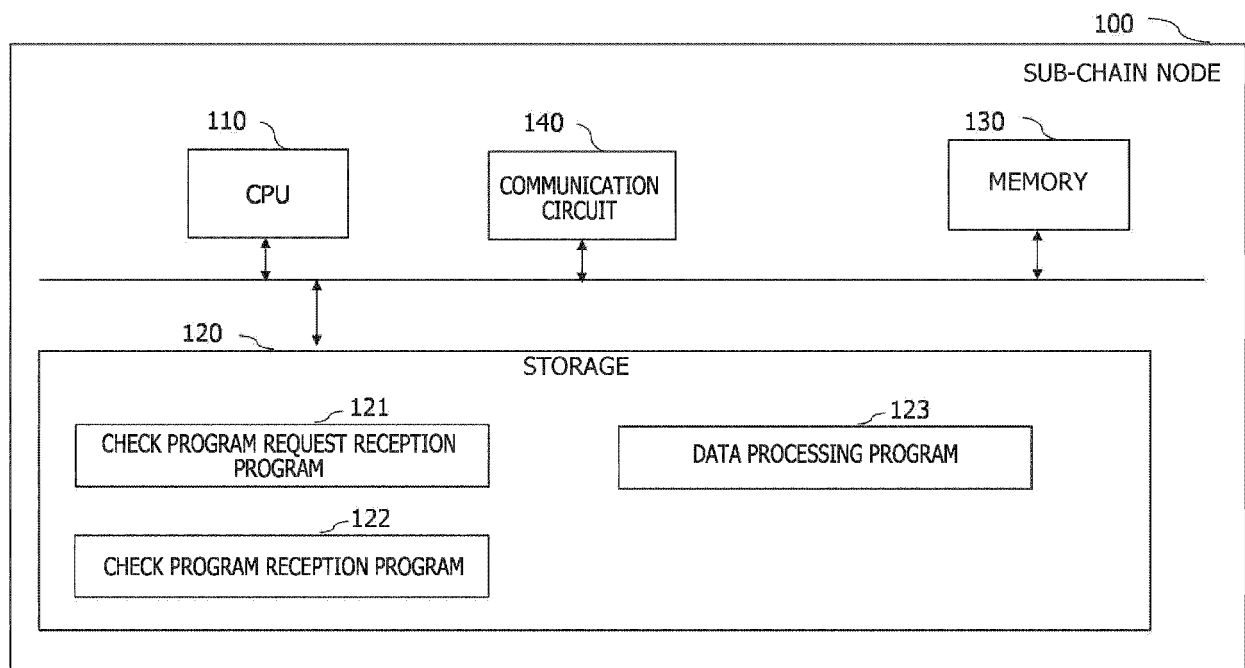 100
SUB-CHAIN NODE
110
140
130
CPU
COMMUNICATION
CIRCUIT
MEMORY
120
STORAGE
121
123
CHECK PROGRAM REQUEST RECEPTION
PROGRAM
DATA PROCESSING PROGRAM
122
CHECK PROGRAM RECEPTION PROGRAM